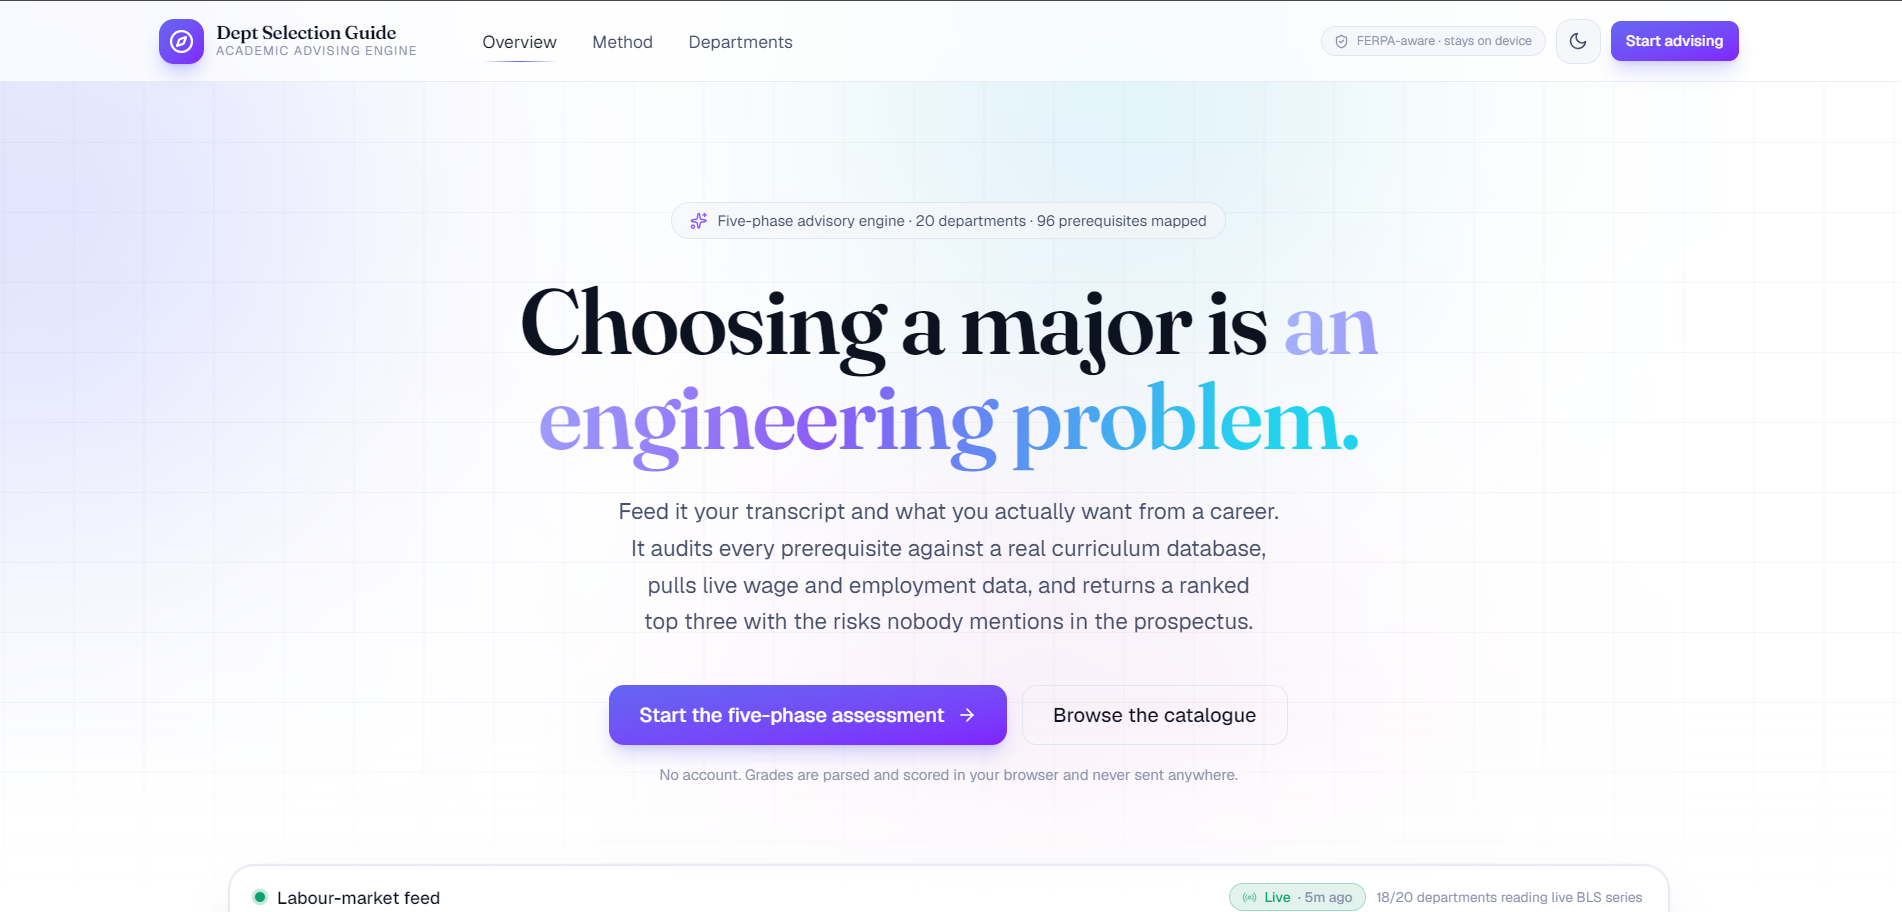 Dept Selection Guide
ACADEMIC ADVISING ENGINE
Overview
Method
Departments
FERPA-aware · stays on device
Start advising
Five-phase advisory engine · 20 departments · 96 prerequisites mapped
Choosing a major is an
engineering problem.
Feed it your transcript and what you actually want from a career.
It audits every prerequisite against a real curriculum database,
pulls live wage and employment data, and returns a ranked
top three with the risks nobody mentions in the prospectus.
Start the five-phase assessment →
Browse the catalogue
No account. Grades are parsed and scored in your browser and never sent anywhere.
Labour-market feed
Live · 5m ago
18/20 departments reading live BLS series